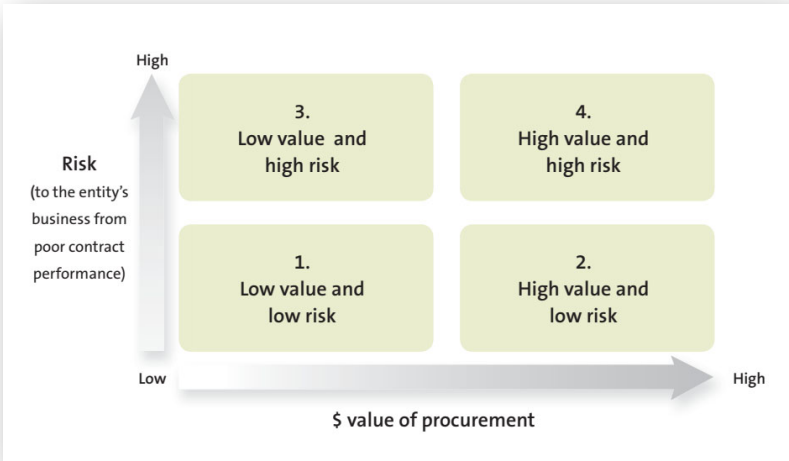 High
3.
Low value and
high risk
4.
High value and
high risk
Risk
(to the entity's
business from
poor contract
performance)
1.
Low value and
low risk
2.
High value and
low risk
Low
High
$ value of procurement